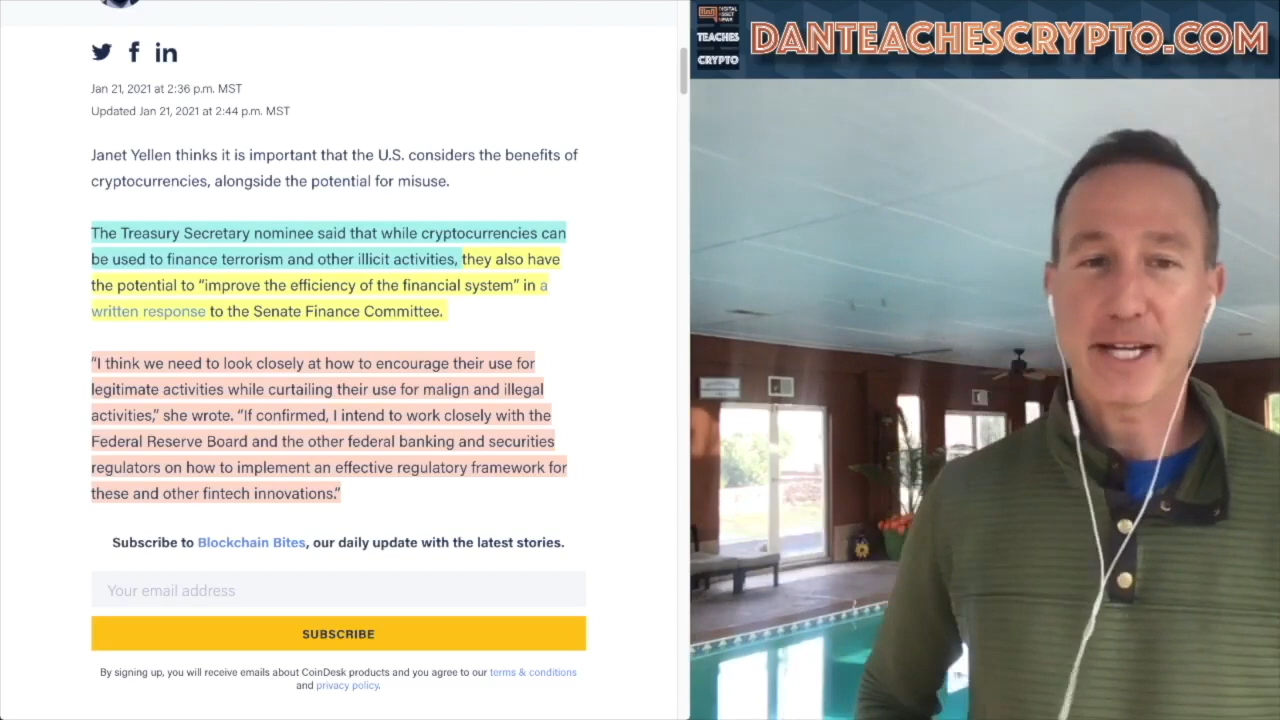 Jan 21, 2021 at 2:36 p.m. MST
Updated Jan 21, 2021 at 2:44 p.m. MST
Janet Yellen thinks it is important that the U.S. considers the benefits of
cryptocurrencies, alongside the potential for misuse.
The Treasury Secretary nominee said that while cryptocurrencies can
be used to finance terrorism and other illicit activities, they also have
the potential to “improve the efficiency of the financial system” in a
written response to the Senate Finance Committee.
“I think we need to look closely at how to encourage their use for
legitimate activities while curtailing their use for malign and illegal
activities,” she wrote. “If confirmed, I intend to work closely with the
Federal Reserve Board and the other federal banking and securities
regulators on how to implement an effective regulatory framework for
these and other fintech innovations.”
Subscribe to Blockchain Bites, our daily update with the latest stories.
Your email address
SUBSCRIBE
By signing up, you will receive emails about CoinDesk products and you agree to our terms & conditions
and privacy policy.
DIGITAL
ASSET
NEWS
TEACHES
CRYPTO
DANTEACHESCRYPTO.COM